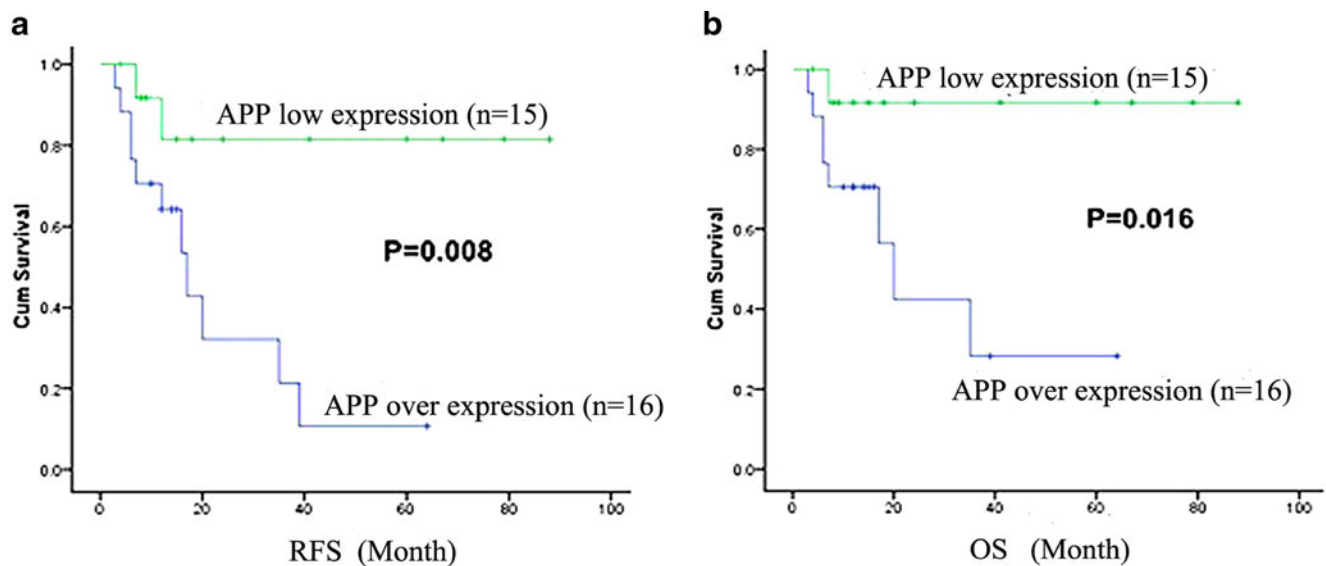 a
1.0
0.8
0.6
0.4
0.2
0.0
Cum Survival
APP low expression (n=15)
P=0.008
APP over expression (n=16)
0 20 40 60 80 100
RFS (Month)
b
1.0
0.8
0.6
0.4
0.2
0.0
Cum Survival
APP low expression (n=15)
P=0.016
APP over expression (n=16)
0 20 40 60 80 100
OS (Month)